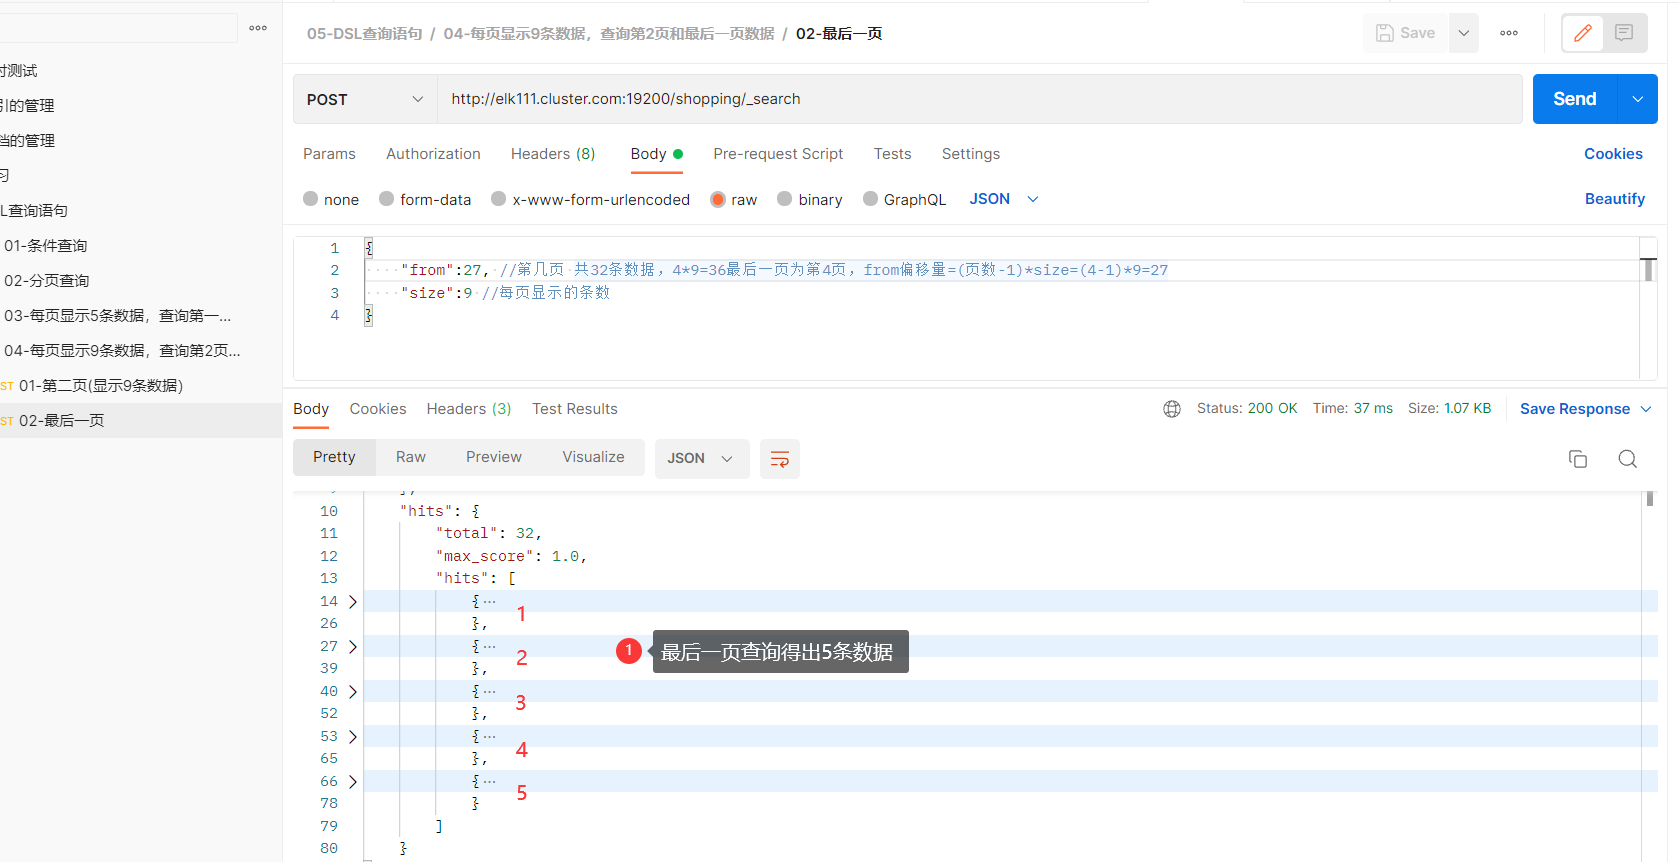 05-DSL查询语句 / 04-每页显示9条数据，查询第2页和最后一页数据 / 02-最后一页
Save
POST
http://elk111.cluster.com:19200/shopping/_search
Send
Params
Authorization
Headers (8)
Body
Pre-request Script
Tests
Settings
Cookies
none
form-data
x-www-form-urlencoded
raw
binary
GraphQL
JSON
Beautify
测试
的管理
的管理
习
L查询语句
01-条件查询
02-分页查询
03-每页显示5条数据，查询第一...
04-每页显示9条数据，查询第2页...
ST 01-第二页(显示9条数据)
ST 02-最后一页
1 {
2 "from":27, //第几页 共32条数据，4*9=36最后一页为第4页，from偏移量=(页数-1)*size=(4-1)*9=27
3 "size":9 //每页显示的条数
4 }
Body
Cookies
Headers (3)
Test Results
Status: 200 OK
Time: 37 ms
Size: 1.07 KB
Save Response
Pretty
Raw
Preview
Visualize
JSON
10 "hits": {
11 "total": 32,
12 "max_score": 1.0,
13 "hits": [
14 {…
1
26 },
27 {…
2
1 最后一页查询得出5条数据
39 },
40 {…
3
52 },
53 {…
4
65 },
66 {…
5
78 }
79 ]
80 }